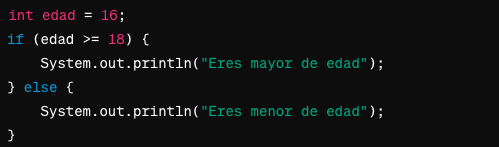 int edad = 16;
if (edad >= 18) {
    System.out.println("Eres mayor de edad");
} else {
    System.out.println("Eres menor de edad");
}